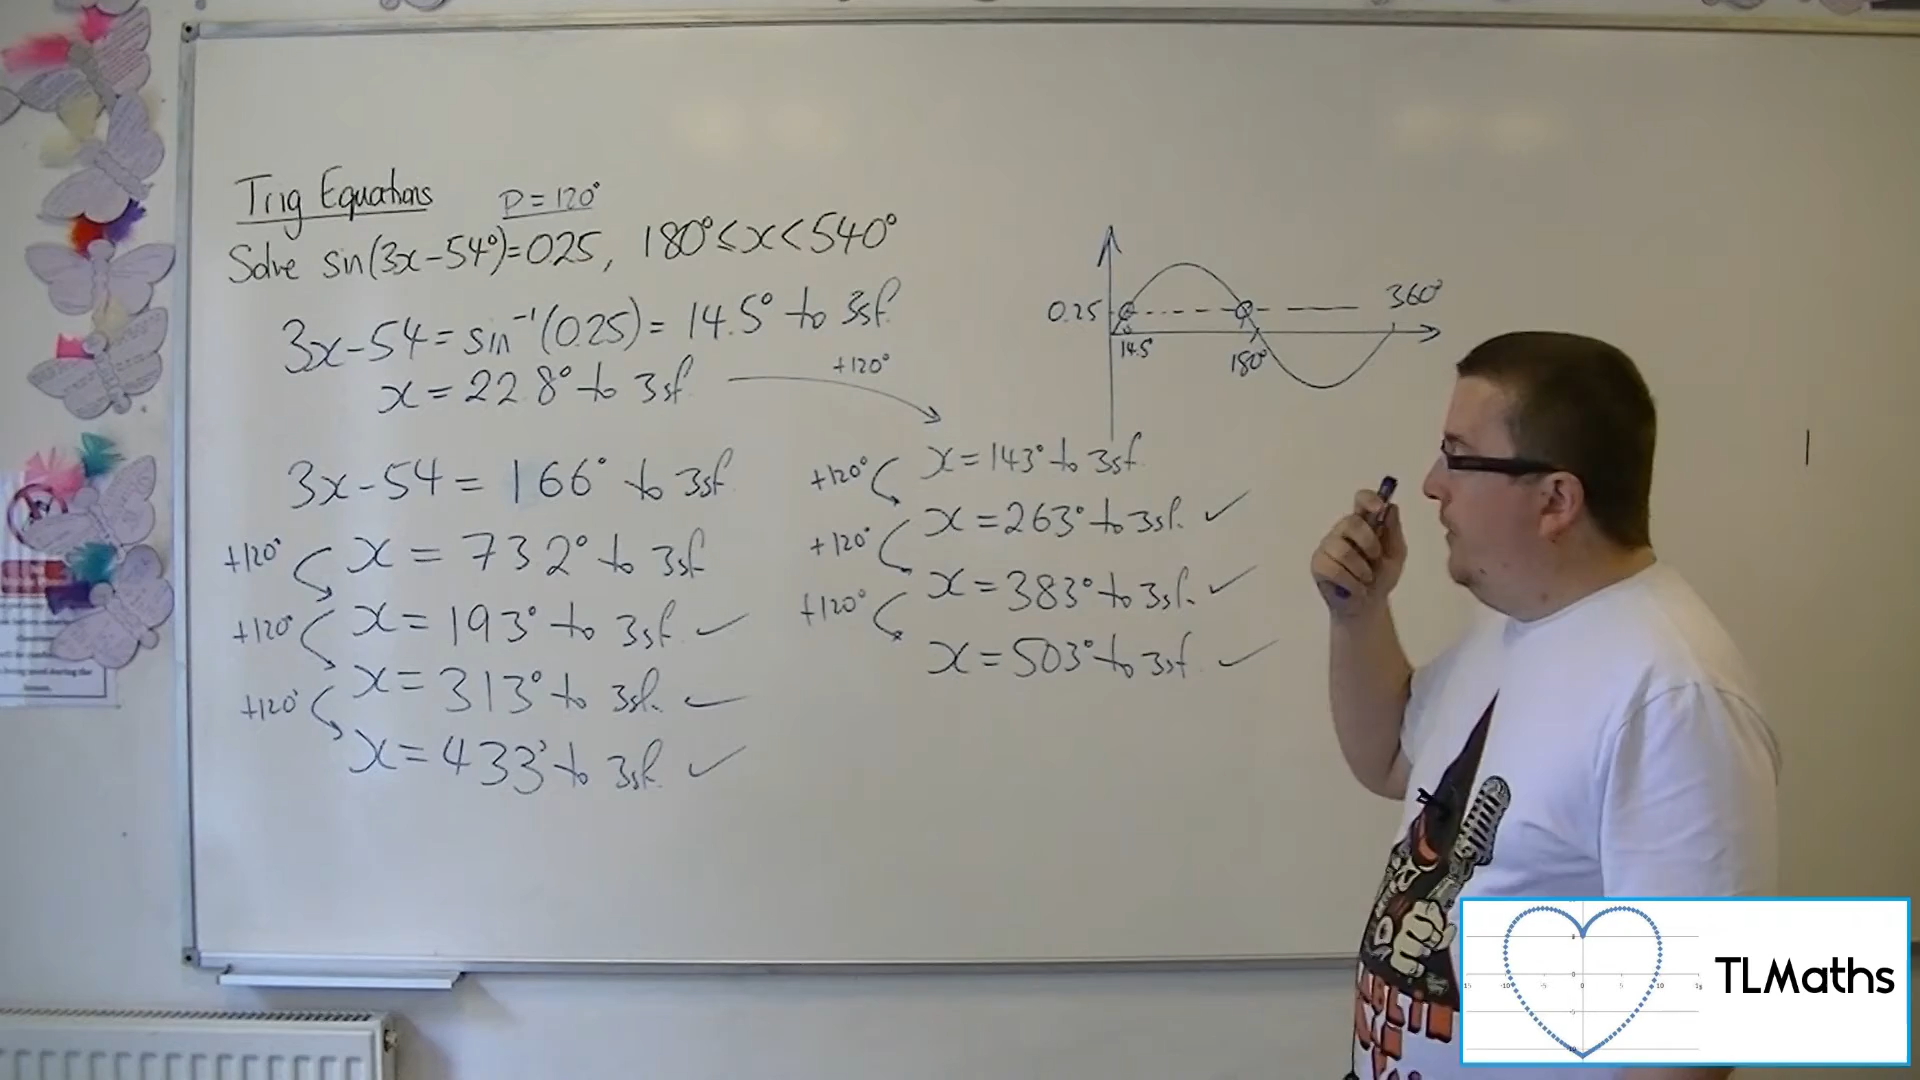 Trig Equations P = 120°
Solve sin(3x-54°)=0.25, 180° ≤ x < 540°
3x-54 = sin⁻¹(0.25) = 14.5° to 3sf.
x = 22.8° to 3sf
3x-54 = 166° to 3sf
x = 73.2° to 3sf
+120°
x = 193° to 3sf. ✓
+120°
x = 313° to 3sf. ✓
+120°
x = 433° to 3sf. ✓
+120°
x = 143° to 3sf.
+120°
x = 263° to 3sf. ✓
+120°
x = 383° to 3sf. ✓
+120°
x = 503° to 3sf. ✓
0.25
14.5°
180°
360°
TLMaths